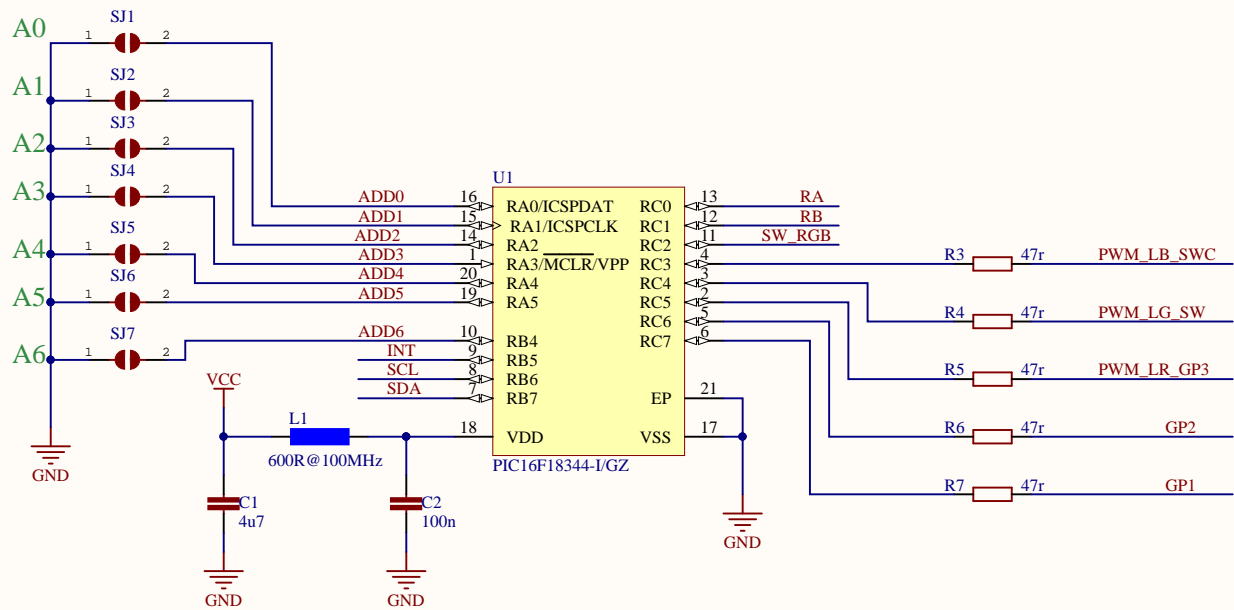 A0 1 SJ1 2
A1 1 SJ2 2
A2 1 SJ3 2
A3 1 SJ4 2
A4 1 SJ5 2
A5 1 SJ6 2
A6 1 SJ7 2
GND
U1
ADD0 16 RA0/ICSPDAT RC0 13 RA
ADD1 15 RA1/ICSPCLK RC1 12 RB
ADD2 14 RA2 RC2 11 SW_RGB
ADD3 1 RA3/MCLR/VPP RC3 4 R3 47r PWM_LB_SWC
ADD4 20 RA4 RC4 3 R4 47r PWM_LG_SW
ADD5 19 RA5 RC5 2 R5 47r PWM_LR_GP3
RC6 5 R6 47r GP2
ADD6 10 RB4 RC7 6 R7 47r GP1
INT 9 RB5
SCL 8 RB6
SDA 7 RB7 EP 21
18 VDD VSS 17
PIC16F18344-I/GZ
VCC
L1
600R@100MHz
C1
4u7
GND
C2
100n
GND
GND